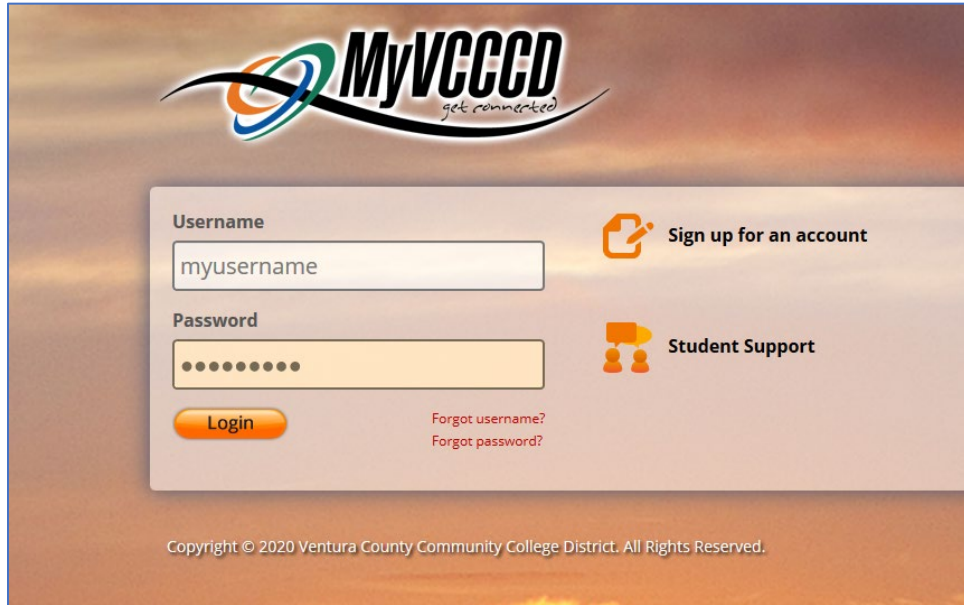 MyVCCCD
get connected
Username
myusername
Password
•••••••••
Login
Forgot username?
Forgot password?
Sign up for an account
Student Support
Copyright © 2020 Ventura County Community College District. All Rights Reserved.